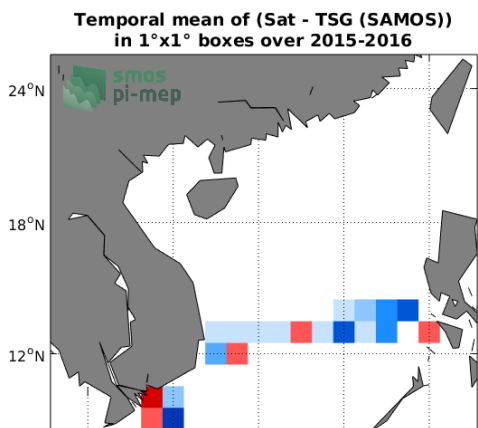 Temporal mean of (Sat - TSG (SAMOS))
in 1°x1° boxes over 2015-2016
smos
pi-mep
24°N
18°N
12°N